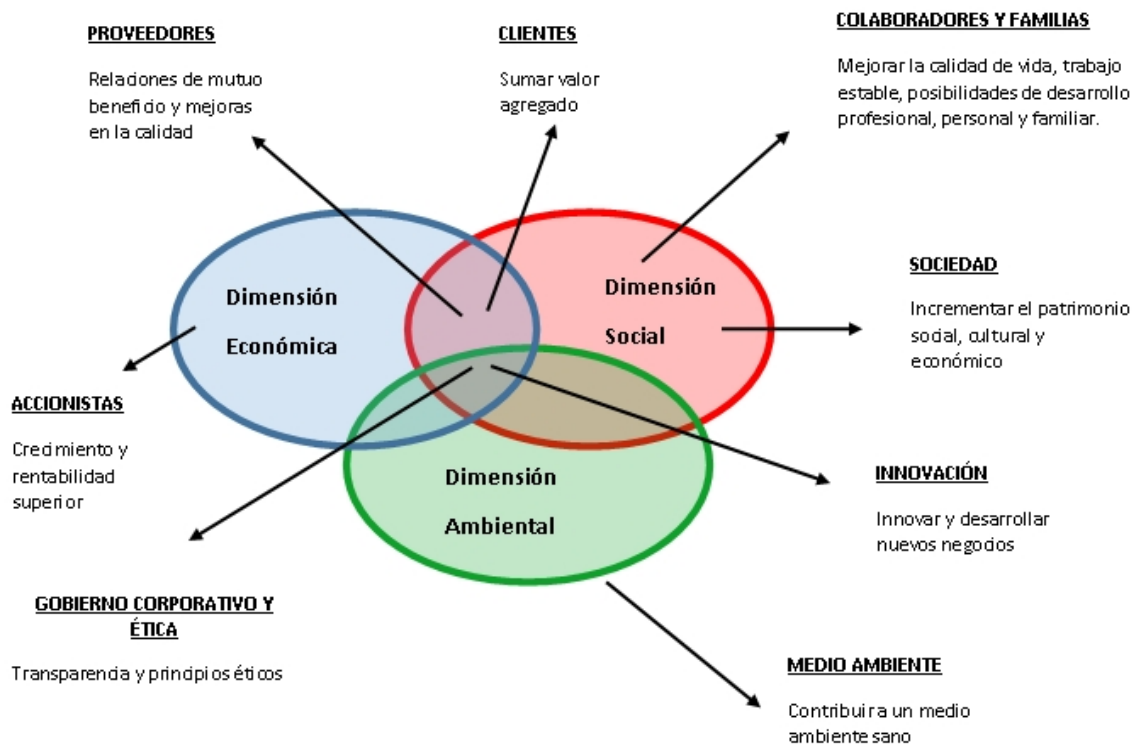 PROVEEDORES
Relaciones de mutuo
beneficio y mejoras
en la calidad
CLIENTES
Sumar valor
agregado
COLABORADORES Y FAMILIAS
Mejorar la calidad de vida, trabajo
estable, posibilidades de desarrollo
profesional, personal y familiar.
Dimensión
Económica
Dimensión
Social
SOCIEDAD
Incrementar el patrimonio
social, cultural y
económico
ACCIONISTAS
Crecimiento y
rentabilidad
superior
Dimensión
Ambiental
INNOVACIÓN
Innovar y desarrollar
nuevos negocios
GOBIERNO CORPORATIVO Y
ÉTICA
Transparencia y principios éticos
MEDIO AMBIENTE
Contribuir a un medio
ambiente sano